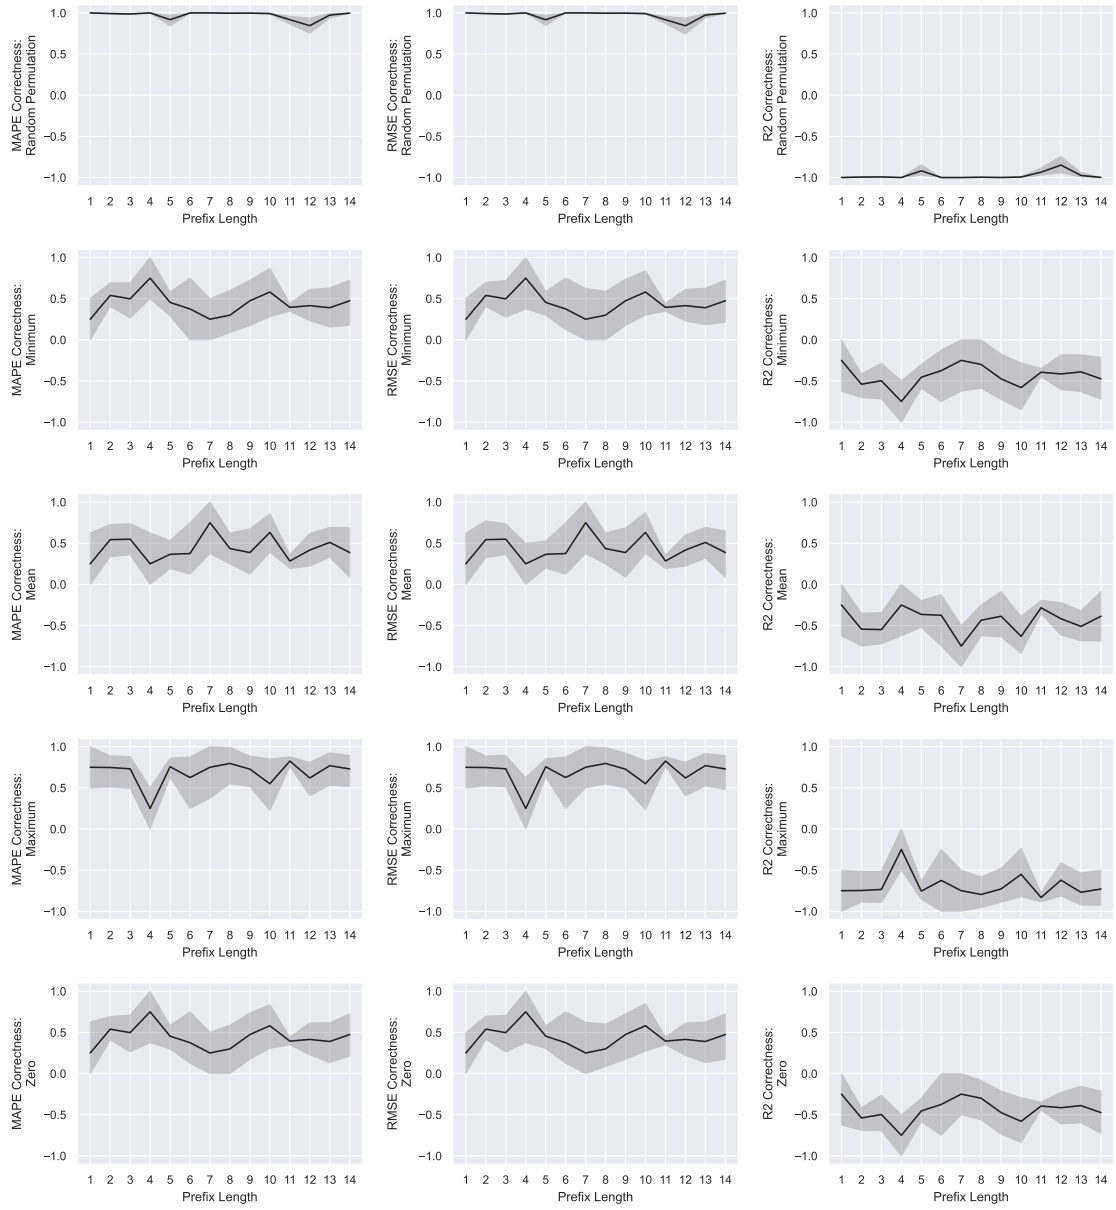 MAPE Correctness:
Random Permutation
1.0
0.5
0.0
−0.5
−1.0
1 2 3 4 5 6 7 8 9 10 11 12 13 14
Prefix Length
RMSE Correctness:
Random Permutation
1.0
0.5
0.0
−0.5
−1.0
1 2 3 4 5 6 7 8 9 10 11 12 13 14
Prefix Length
R2 Correctness:
Random Permutation
1.0
0.5
0.0
−0.5
−1.0
1 2 3 4 5 6 7 8 9 10 11 12 13 14
Prefix Length
MAPE Correctness:
Minimum
1.0
0.5
0.0
−0.5
−1.0
1 2 3 4 5 6 7 8 9 10 11 12 13 14
Prefix Length
RMSE Correctness:
Minimum
1.0
0.5
0.0
−0.5
−1.0
1 2 3 4 5 6 7 8 9 10 11 12 13 14
Prefix Length
R2 Correctness:
Minimum
1.0
0.5
0.0
−0.5
−1.0
1 2 3 4 5 6 7 8 9 10 11 12 13 14
Prefix Length
MAPE Correctness:
Mean
1.0
0.5
0.0
−0.5
−1.0
1 2 3 4 5 6 7 8 9 10 11 12 13 14
Prefix Length
RMSE Correctness:
Mean
1.0
0.5
0.0
−0.5
−1.0
1 2 3 4 5 6 7 8 9 10 11 12 13 14
Prefix Length
R2 Correctness:
Mean
1.0
0.5
0.0
−0.5
−1.0
1 2 3 4 5 6 7 8 9 10 11 12 13 14
Prefix Length
MAPE Correctness:
Maximum
1.0
0.5
0.0
−0.5
−1.0
1 2 3 4 5 6 7 8 9 10 11 12 13 14
Prefix Length
RMSE Correctness:
Maximum
1.0
0.5
0.0
−0.5
−1.0
1 2 3 4 5 6 7 8 9 10 11 12 13 14
Prefix Length
R2 Correctness:
Maximum
1.0
0.5
0.0
−0.5
−1.0
1 2 3 4 5 6 7 8 9 10 11 12 13 14
Prefix Length
MAPE Correctness:
Zero
1.0
0.5
0.0
−0.5
−1.0
1 2 3 4 5 6 7 8 9 10 11 12 13 14
Prefix Length
RMSE Correctness:
Zero
1.0
0.5
0.0
−0.5
−1.0
1 2 3 4 5 6 7 8 9 10 11 12 13 14
Prefix Length
R2 Correctness:
Zero
1.0
0.5
0.0
−0.5
−1.0
1 2 3 4 5 6 7 8 9 10 11 12 13 14
Prefix Length